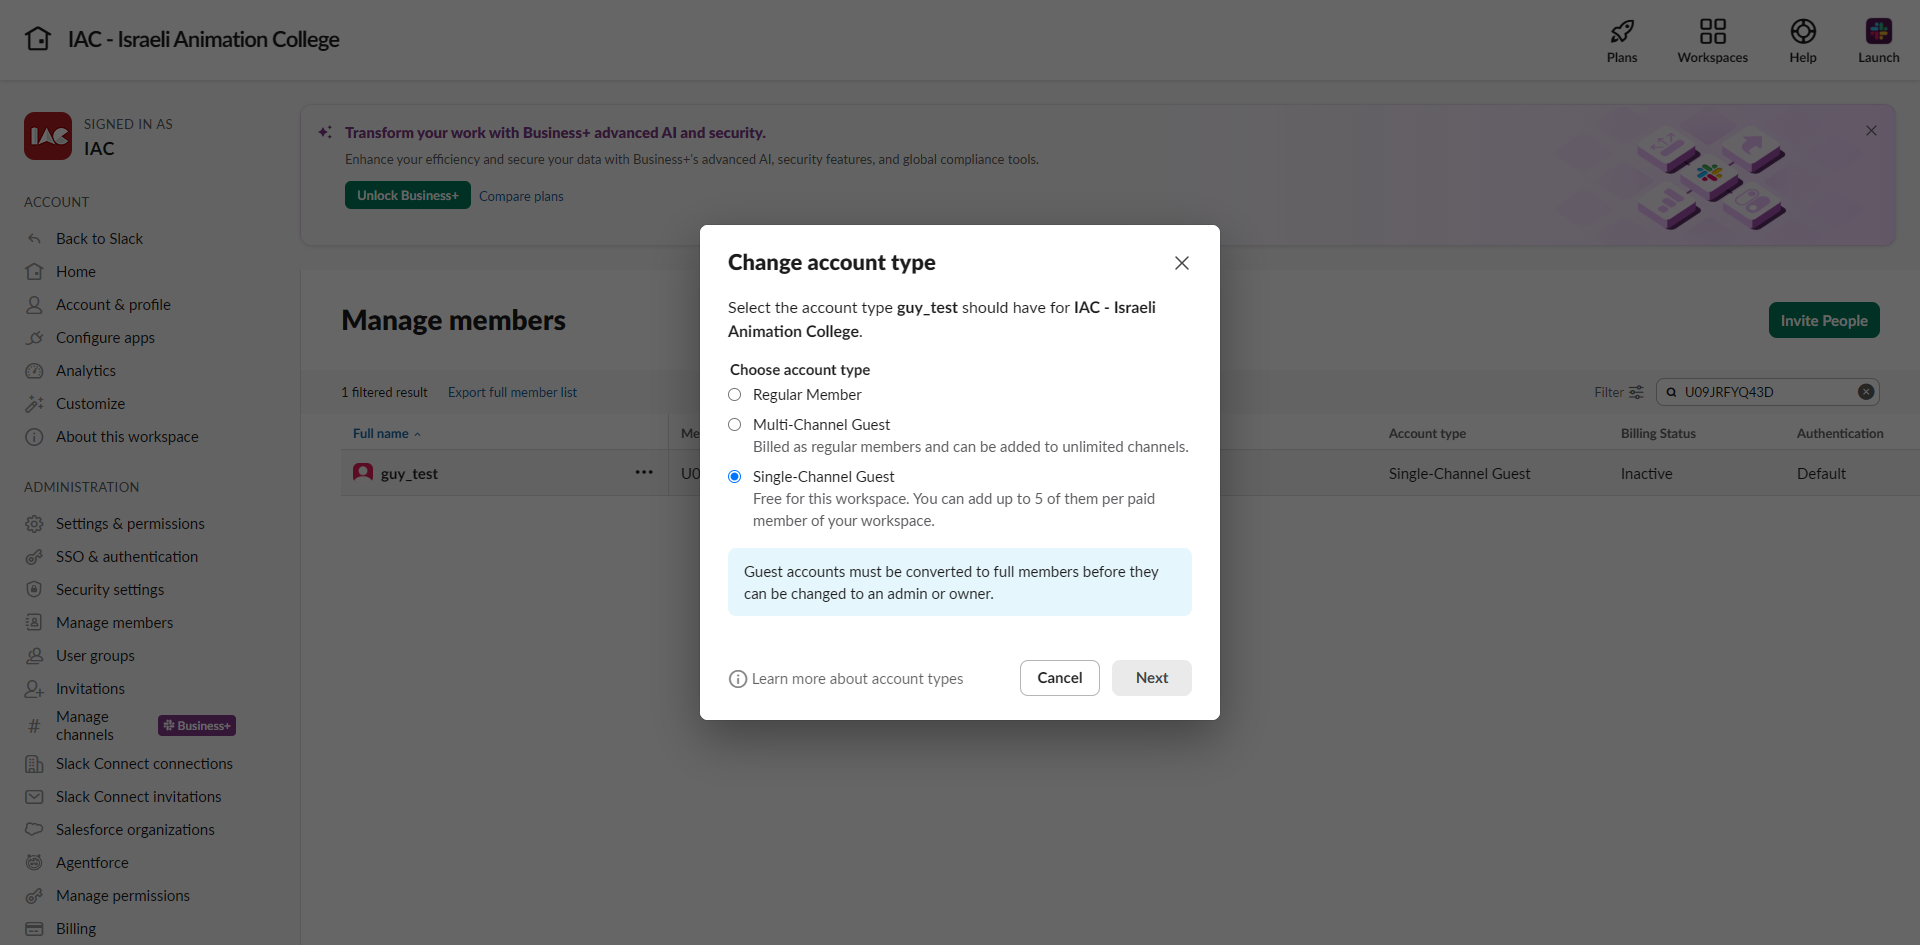 IAC - Israeli Animation College
Plans
Workspaces
Help
Launch
IAC
SIGNED IN AS
IAC
ACCOUNT
Back to Slack
Home
Account & profile
Configure apps
Analytics
Customize
About this workspace
ADMINISTRATION
Settings & permissions
SSO & authentication
Security settings
Manage members
User groups
Invitations
Manage
channels
Business+
Slack Connect connections
Slack Connect invitations
Salesforce organizations
Agentforce
Manage permissions
Billing
Transform your work with Business+ advanced AI and security.
Enhance your efficiency and secure your data with Business+'s advanced AI, security features, and global compliance tools.
Unlock Business+
Compare plans
Manage members
Invite People
1 filtered result
Export full member list
Filter
U09JRFYQ43D
Full name
Me
Account type
Billing Status
Authentication
guy_test
U0
Single-Channel Guest
Inactive
Default
Change account type
Select the account type guy_test should have for IAC - Israeli
Animation College.
Choose account type
Regular Member
Multi-Channel Guest
Billed as regular members and can be added to unlimited channels.
Single-Channel Guest
Free for this workspace. You can add up to 5 of them per paid
member of your workspace.
Guest accounts must be converted to full members before they
can be changed to an admin or owner.
Learn more about account types
Cancel
Next